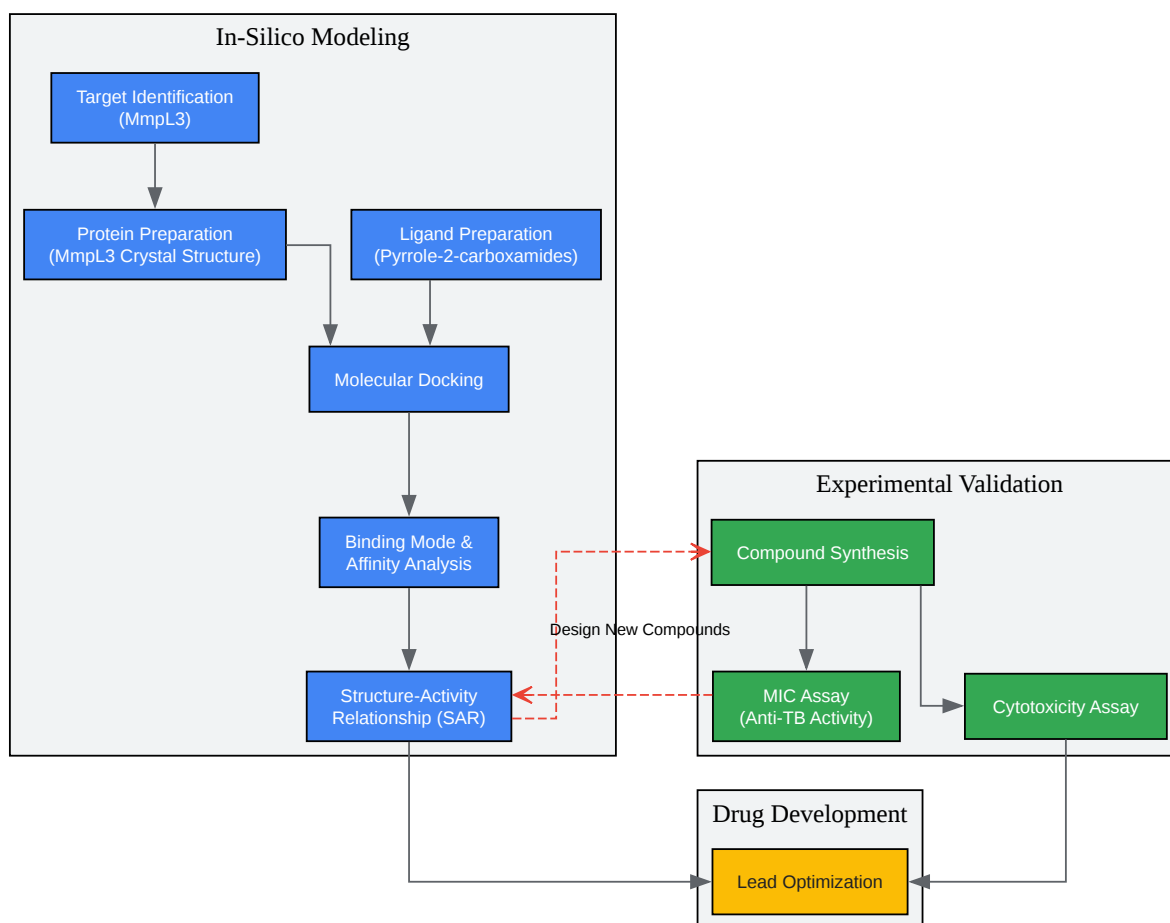 In-Silico Modeling
Target Identification
(MmpL3)
Protein Preparation
(MmpL3 Crystal Structure)
Ligand Preparation
(Pyrrole-2-carboxamides)
Molecular Docking
Binding Mode &
Affinity Analysis
Structure-Activity
Relationship (SAR)
Design New Compounds
Experimental Validation
Compound Synthesis
MIC Assay
(Anti-TB Activity)
Cytotoxicity Assay
Drug Development
Lead Optimization